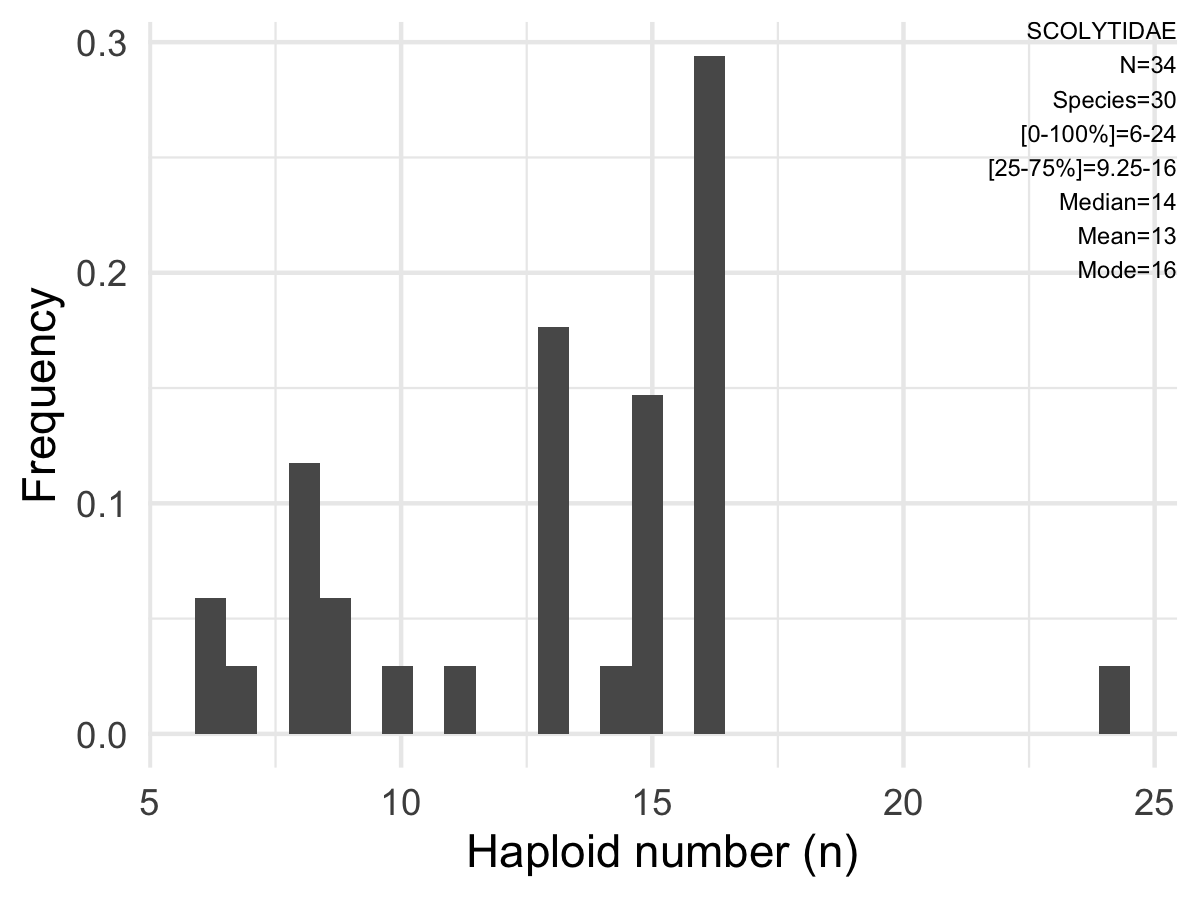 SCOLYTIDAE
N=34
Species=30
[0-100%]=6-24
[25-75%]=9.25-16
Median=14
Mean=13
Mode=16
0.3
0.2
0.1
0.0
Frequency
5 10 15 20 25
Haploid number (n)